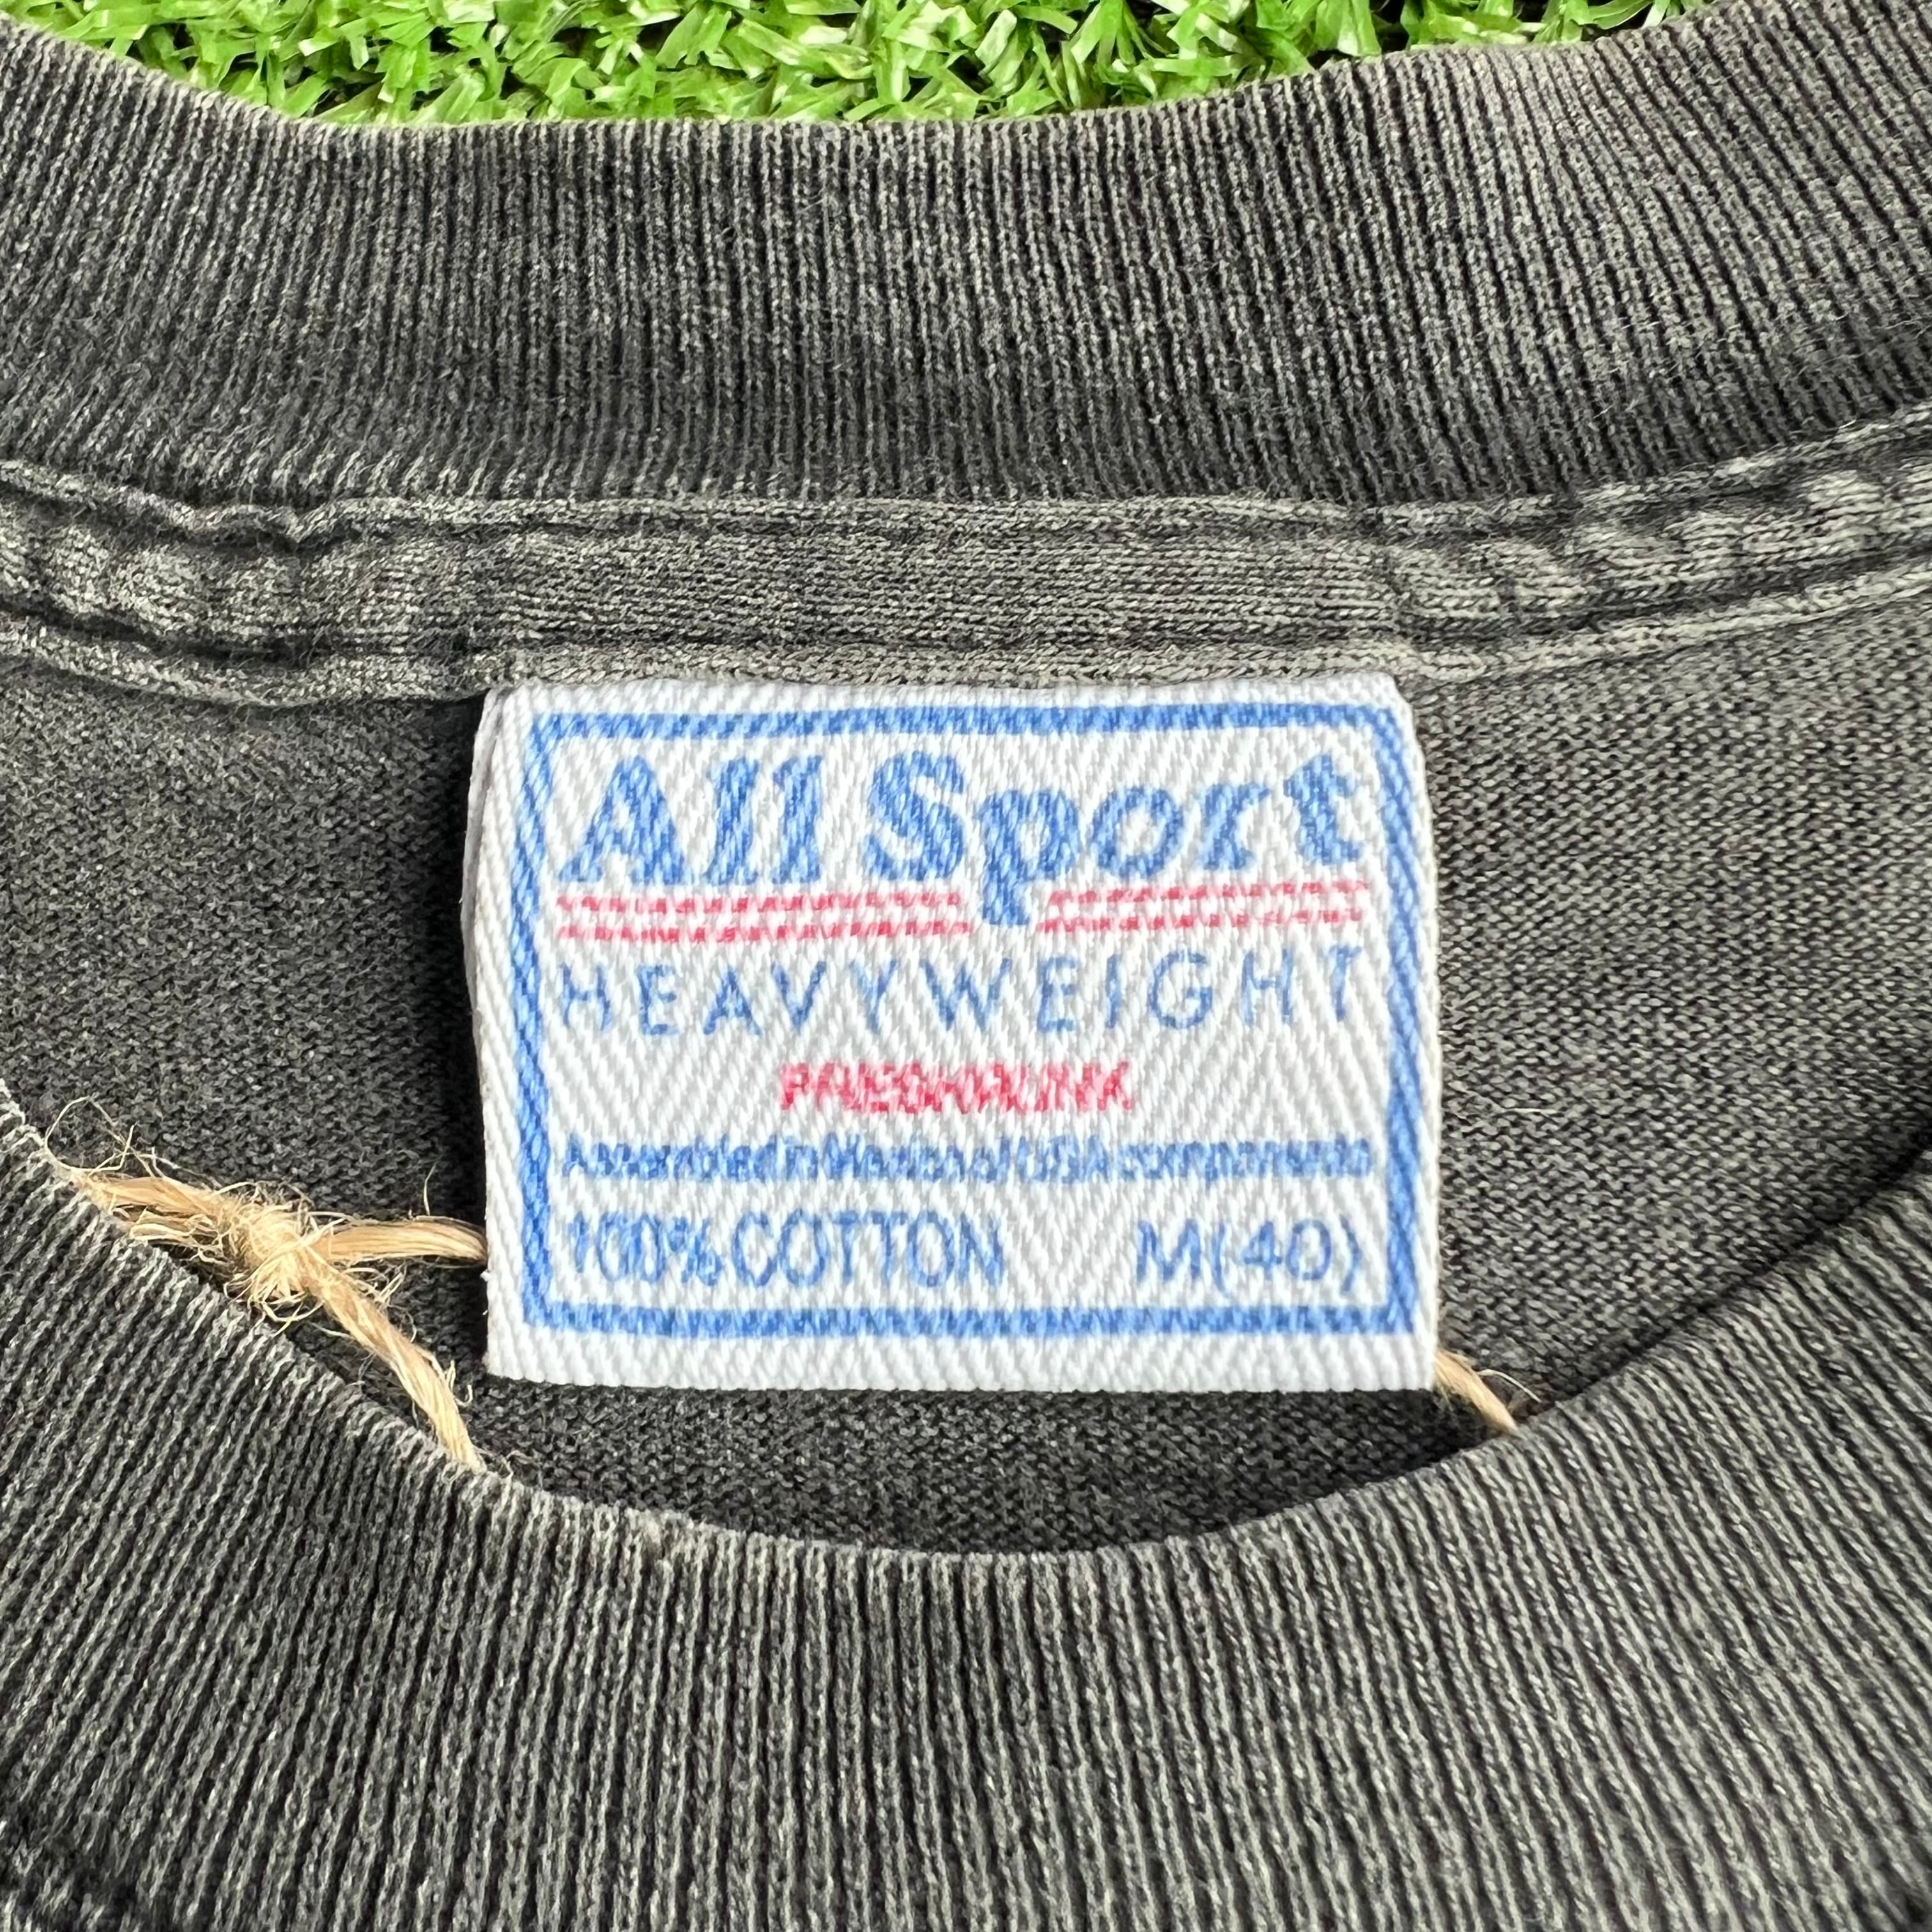 All Sport
HEAVYWEIGHT
PRESHRUNK
Assembled in Mexico of USA components
100% COTTON M(40)